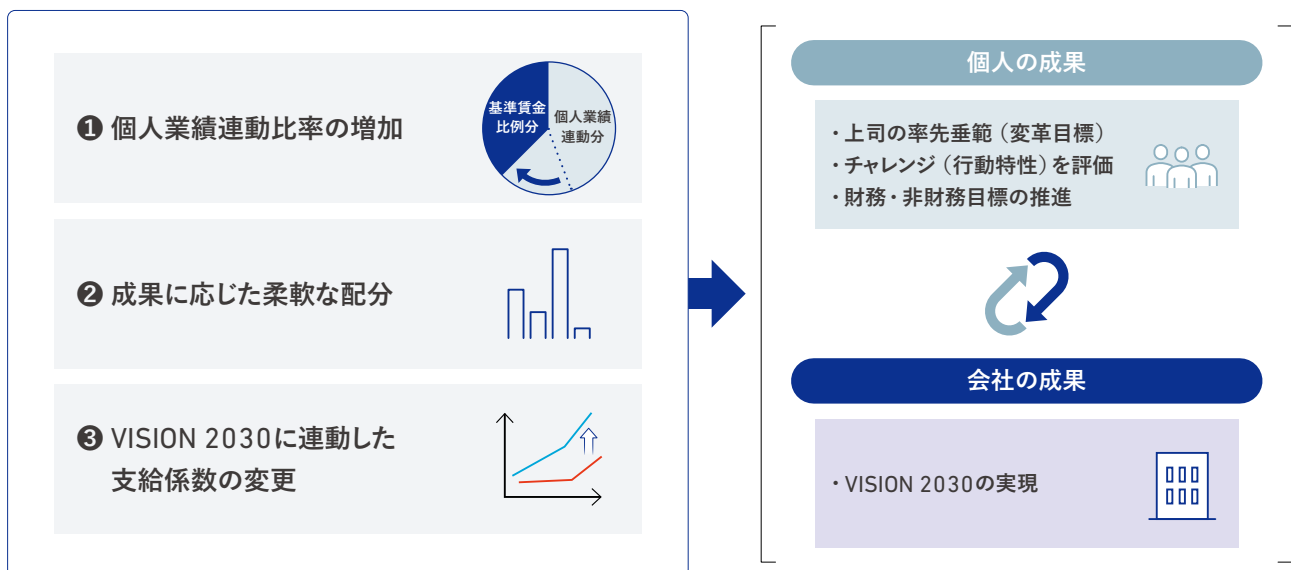 ❶ 個人業績連動比率の増加
基準賃金
比例分
個人業績
連動分
❷ 成果に応じた柔軟な配分
❸ VISION 2030に連動した
支給係数の変更
個人の成果
・上司の率先垂範（変革目標）
・チャレンジ（行動特性）を評価
・財務・非財務目標の推進
会社の成果
・VISION 2030の実現